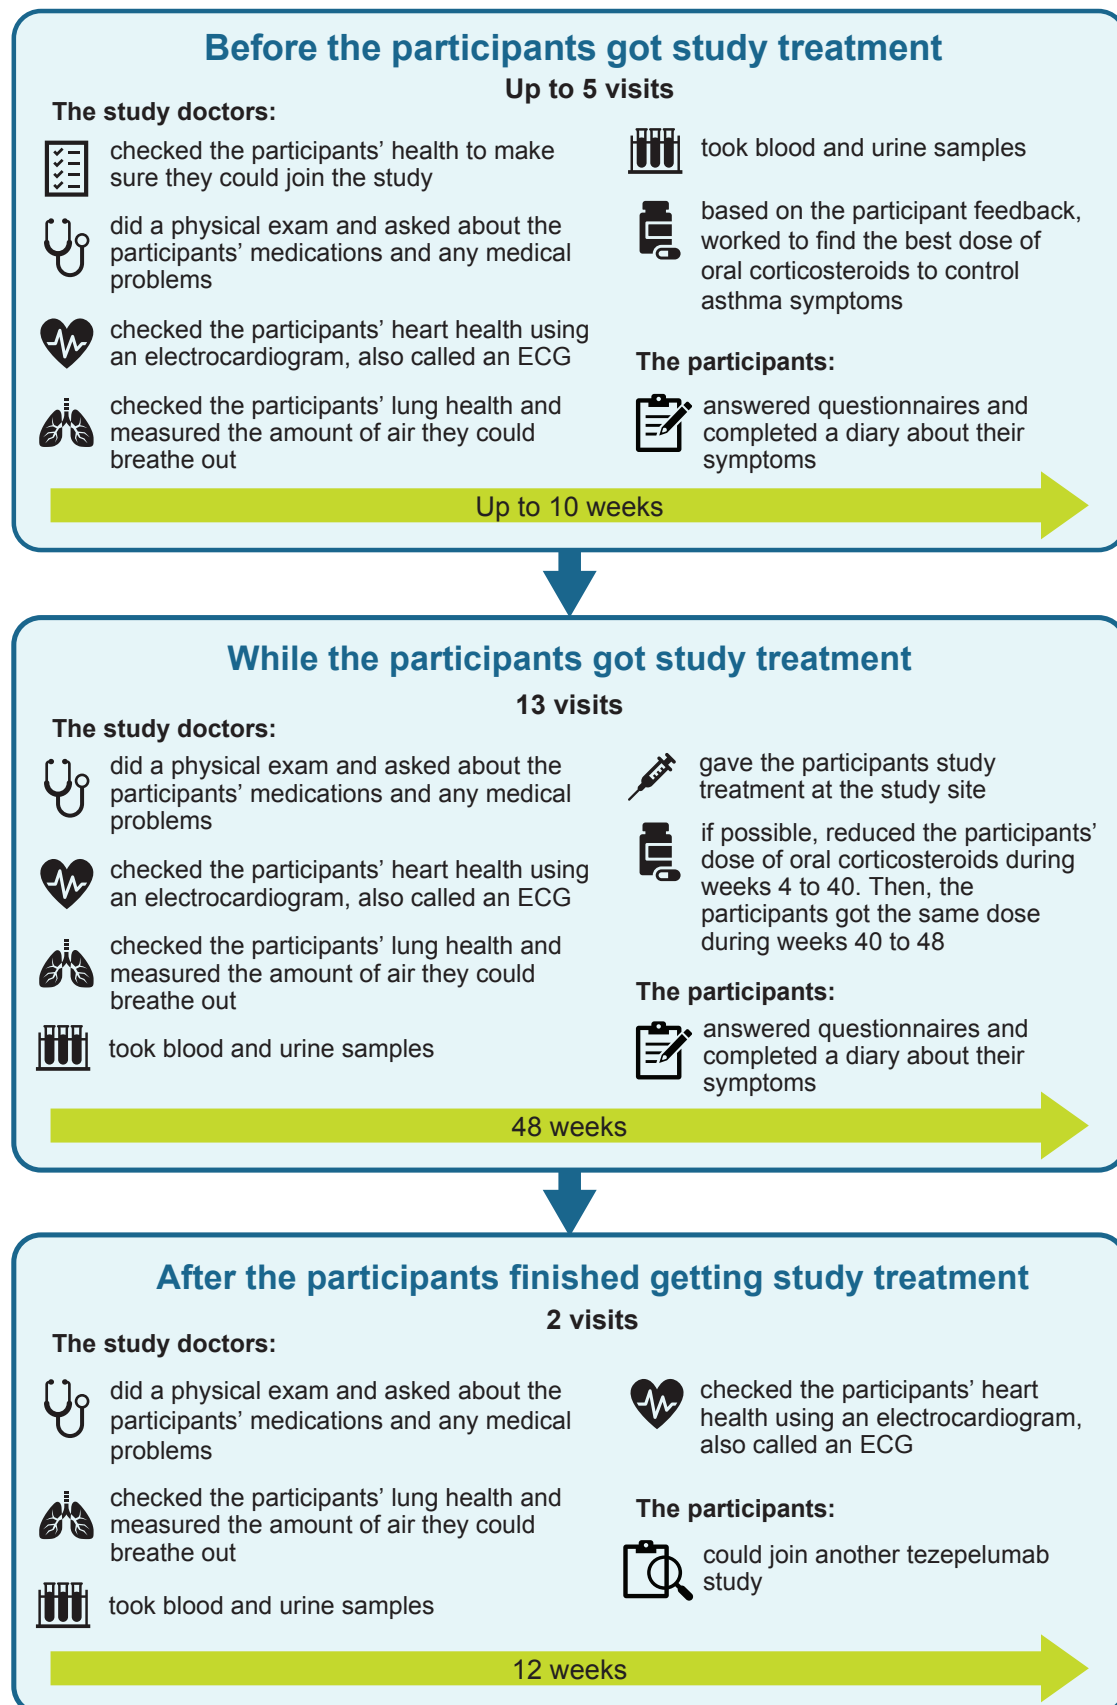 Before the participants got study treatment
Up to 5 visits
The study doctors:
checked the participants’ health to make
sure they could join the study
did a physical exam and asked about the
participants’ medications and any medical
problems
checked the participants’ heart health using
an electrocardiogram, also called an ECG
checked the participants’ lung health and
measured the amount of air they could
breathe out
took blood and urine samples
based on the participant feedback,
worked to find the best dose of
oral corticosteroids to control
asthma symptoms
The participants:
answered questionnaires and
completed a diary about their
symptoms
Up to 10 weeks
While the participants got study treatment
13 visits
The study doctors:
did a physical exam and asked about the
participants’ medications and any medical
problems
checked the participants’ heart health using
an electrocardiogram, also called an ECG
checked the participants’ lung health and
measured the amount of air they could
breathe out
took blood and urine samples
gave the participants study
treatment at the study site
if possible, reduced the participants’
dose of oral corticosteroids during
weeks 4 to 40. Then, the
participants got the same dose
during weeks 40 to 48
The participants:
answered questionnaires and
completed a diary about their
symptoms
48 weeks
After the participants finished getting study treatment
2 visits
The study doctors:
did a physical exam and asked about the
participants’ medications and any medical
problems
checked the participants’ lung health and
measured the amount of air they could
breathe out
took blood and urine samples
checked the participants’ heart
health using an electrocardiogram,
also called an ECG
The participants:
could join another tezepelumab
study
12 weeks